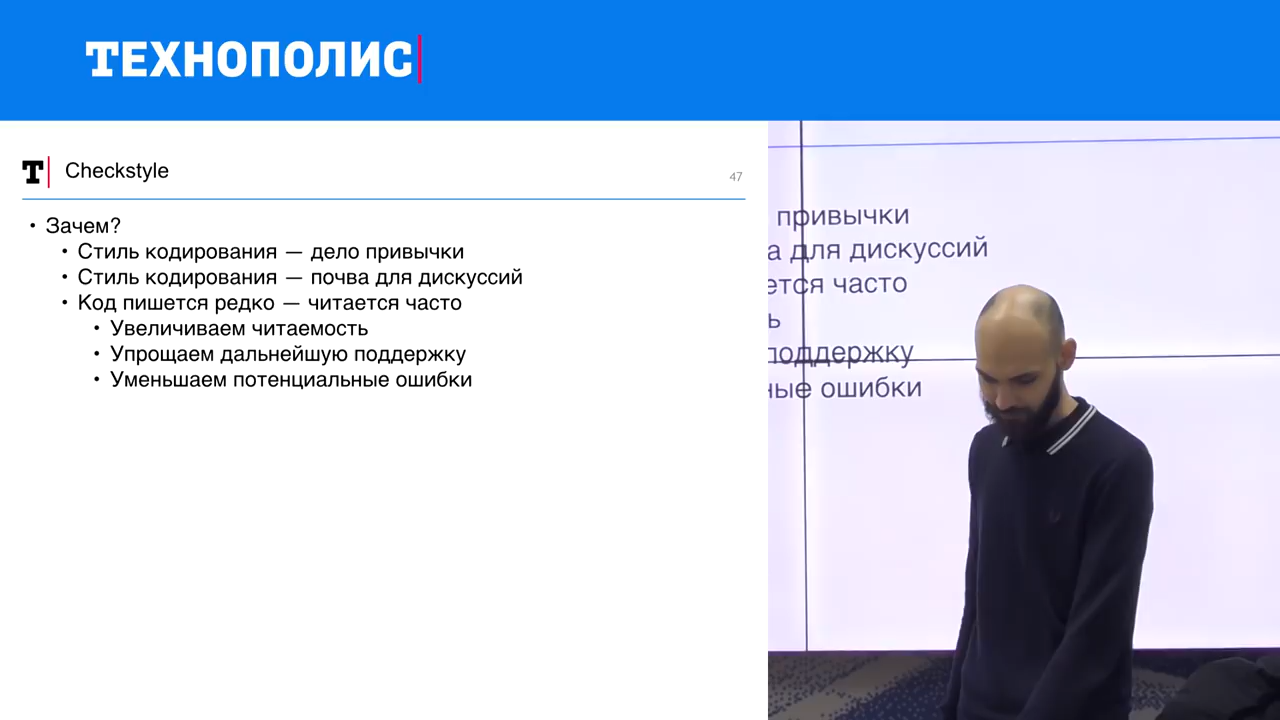 ТЕХНОПОЛИС
T Checkstyle
47
• Зачем?
• Стиль кодирования — дело привычки
• Стиль кодирования — почва для дискуссий
• Код пишется редко — читается часто
• Увеличиваем читаемость
• Упрощаем дальнейшую поддержку
• Уменьшаем потенциальные ошибки
привычки
а для дискуссий
ется часто
ь
поддержку
ные ошибки